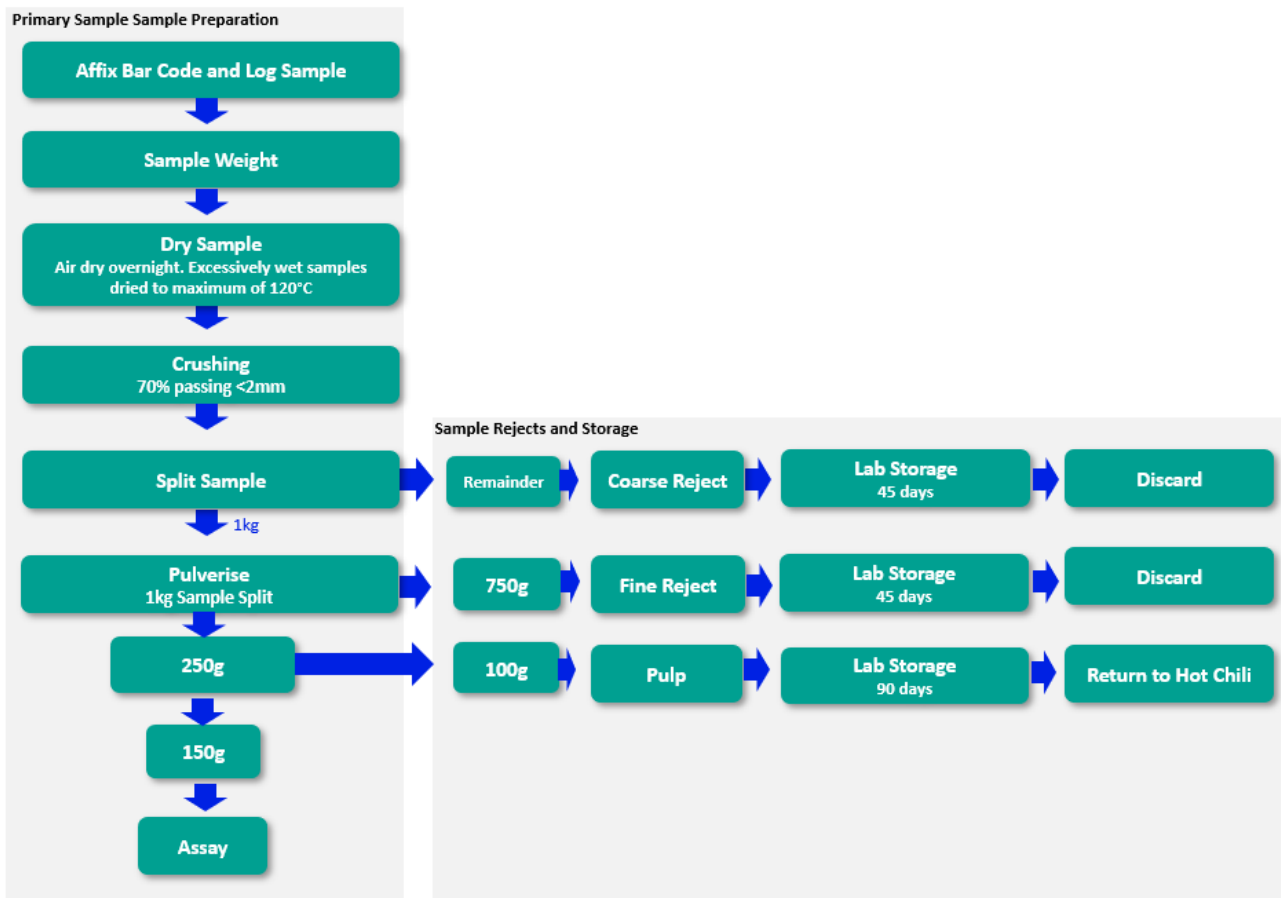 Primary Sample Sample Preparation
Affix Bar Code and Log Sample
Sample Weight
Dry Sample
Air dry overnight. Excessively wet samples
dried to maximum of 120°C
Crushing
70% passing <2mm
Split Sample
1kg
Pulverise
1kg Sample Split
250g
150g
Assay
Sample Rejects and Storage
Remainder
Coarse Reject
Lab Storage
45 days
Discard
750g
Fine Reject
Lab Storage
45 days
Discard
100g
Pulp
Lab Storage
90 days
Return to Hot Chili